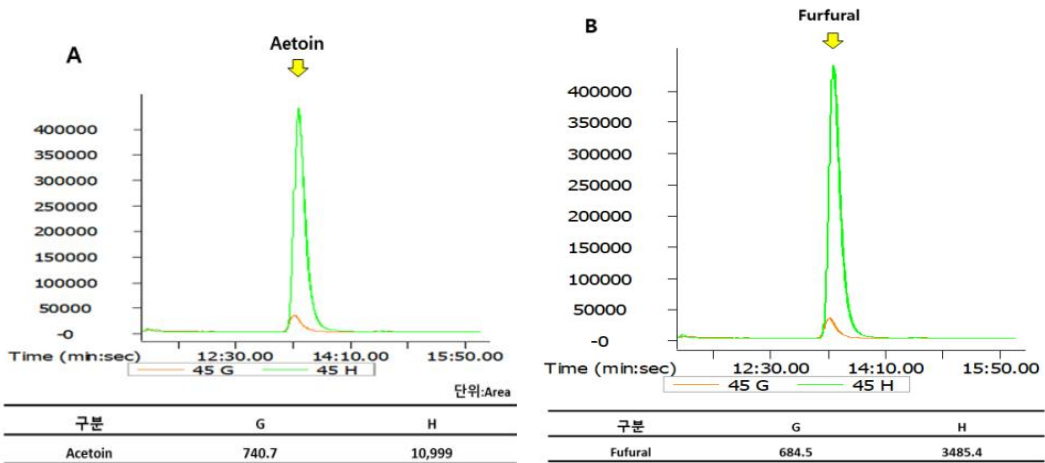 A
Aetoin
400000
350000
300000
250000
200000
150000
100000
50000
-0
Time (min:sec) 12:30.00 14:10.00 15:50.00
45 G 45 H
단위:Area
구분 G H
Acetoin 740.7 10,999
B
Furfural
400000
350000
300000
250000
200000
150000
100000
50000
-0
Time (min:sec) 12:30.00 14:10.00 15:50.00
45 G 45 H
구분 G H
Fufural 684.5 3485.4